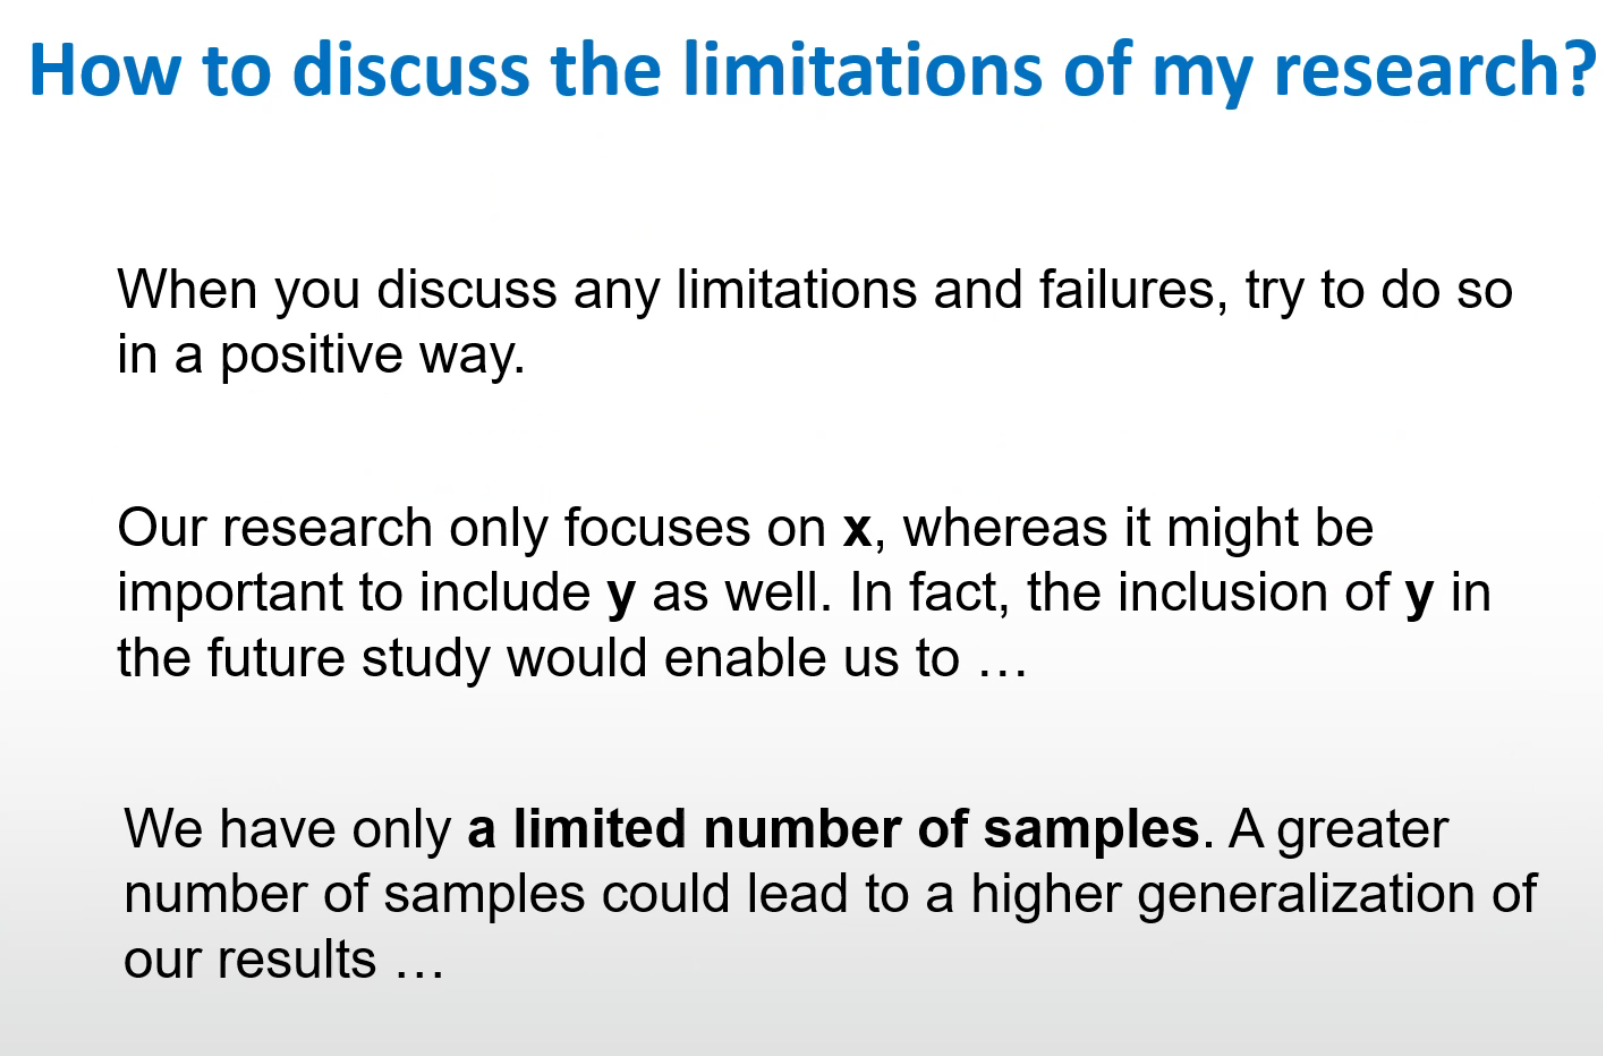 How to discuss the limitations of my research?
When you discuss any limitations and failures, try to do so
in a positive way.
Our research only focuses on x, whereas it might be
important to include y as well. In fact, the inclusion of y in
the future study would enable us to …
We have only a limited number of samples. A greater
number of samples could lead to a higher generalization of
our results …